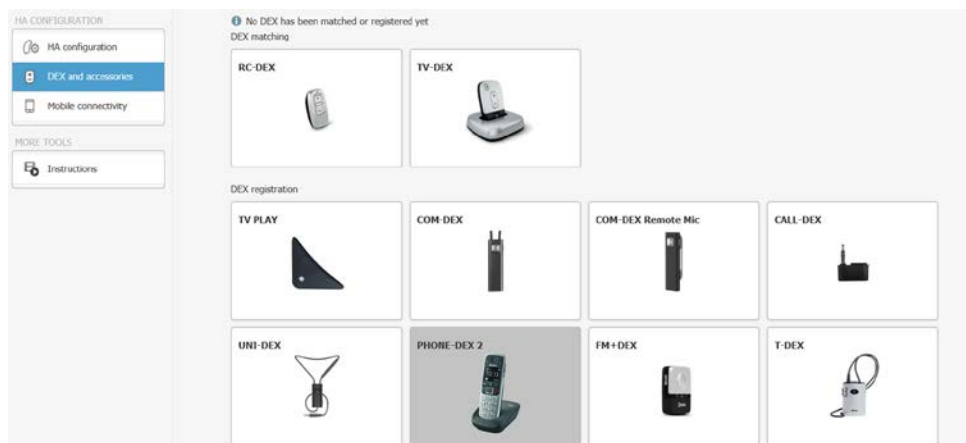 HA CONFIGURATION
HA configuration
DEX and accessories
Mobile connectivity
MORE TOOLS
Instructions
No DEX has been matched or registered yet
DEX matching
RC-DEX
TV-DEX
DEX registration
TV PLAY
COM-DEX
COM-DEX Remote Mic
CALL-DEX
UNI-DEX
PHONE-DEX 2
FM+DEX
T-DEX